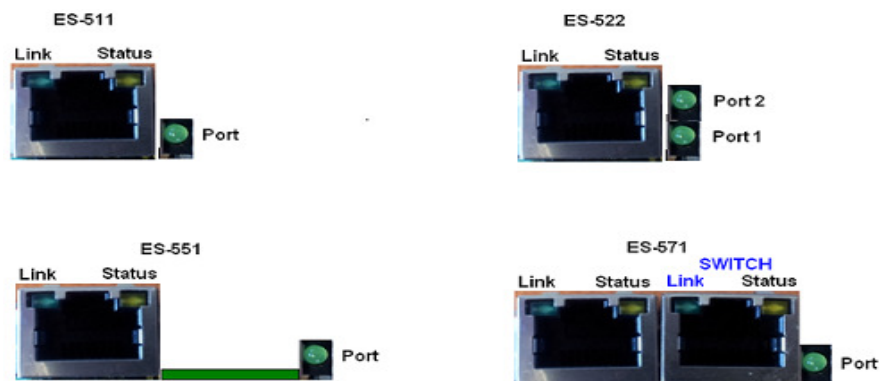 ES-511
Link Status
Port
ES-522
Link Status
Port 2
Port 1
ES-551
Link Status
Port
ES-571
SWITCH
Link Status Link Status
Port